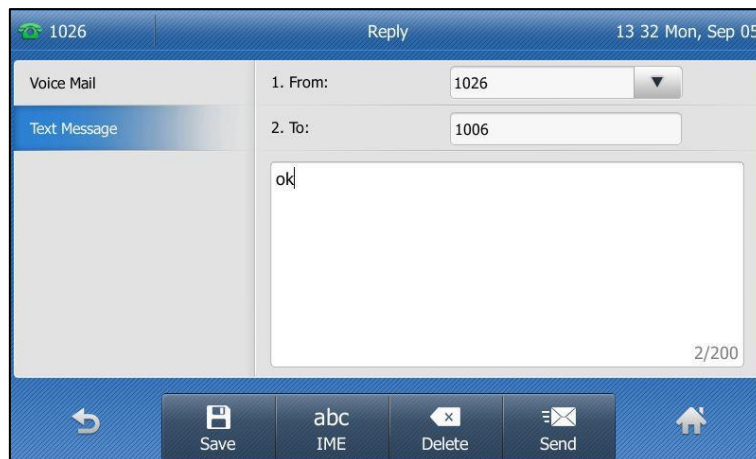 1026 Reply 13 32 Mon, Sep 05
Voice Mail
Text Message
1. From: 1026
2. To: 1006
ok
2/200
Save
abc
IME
Delete
Send